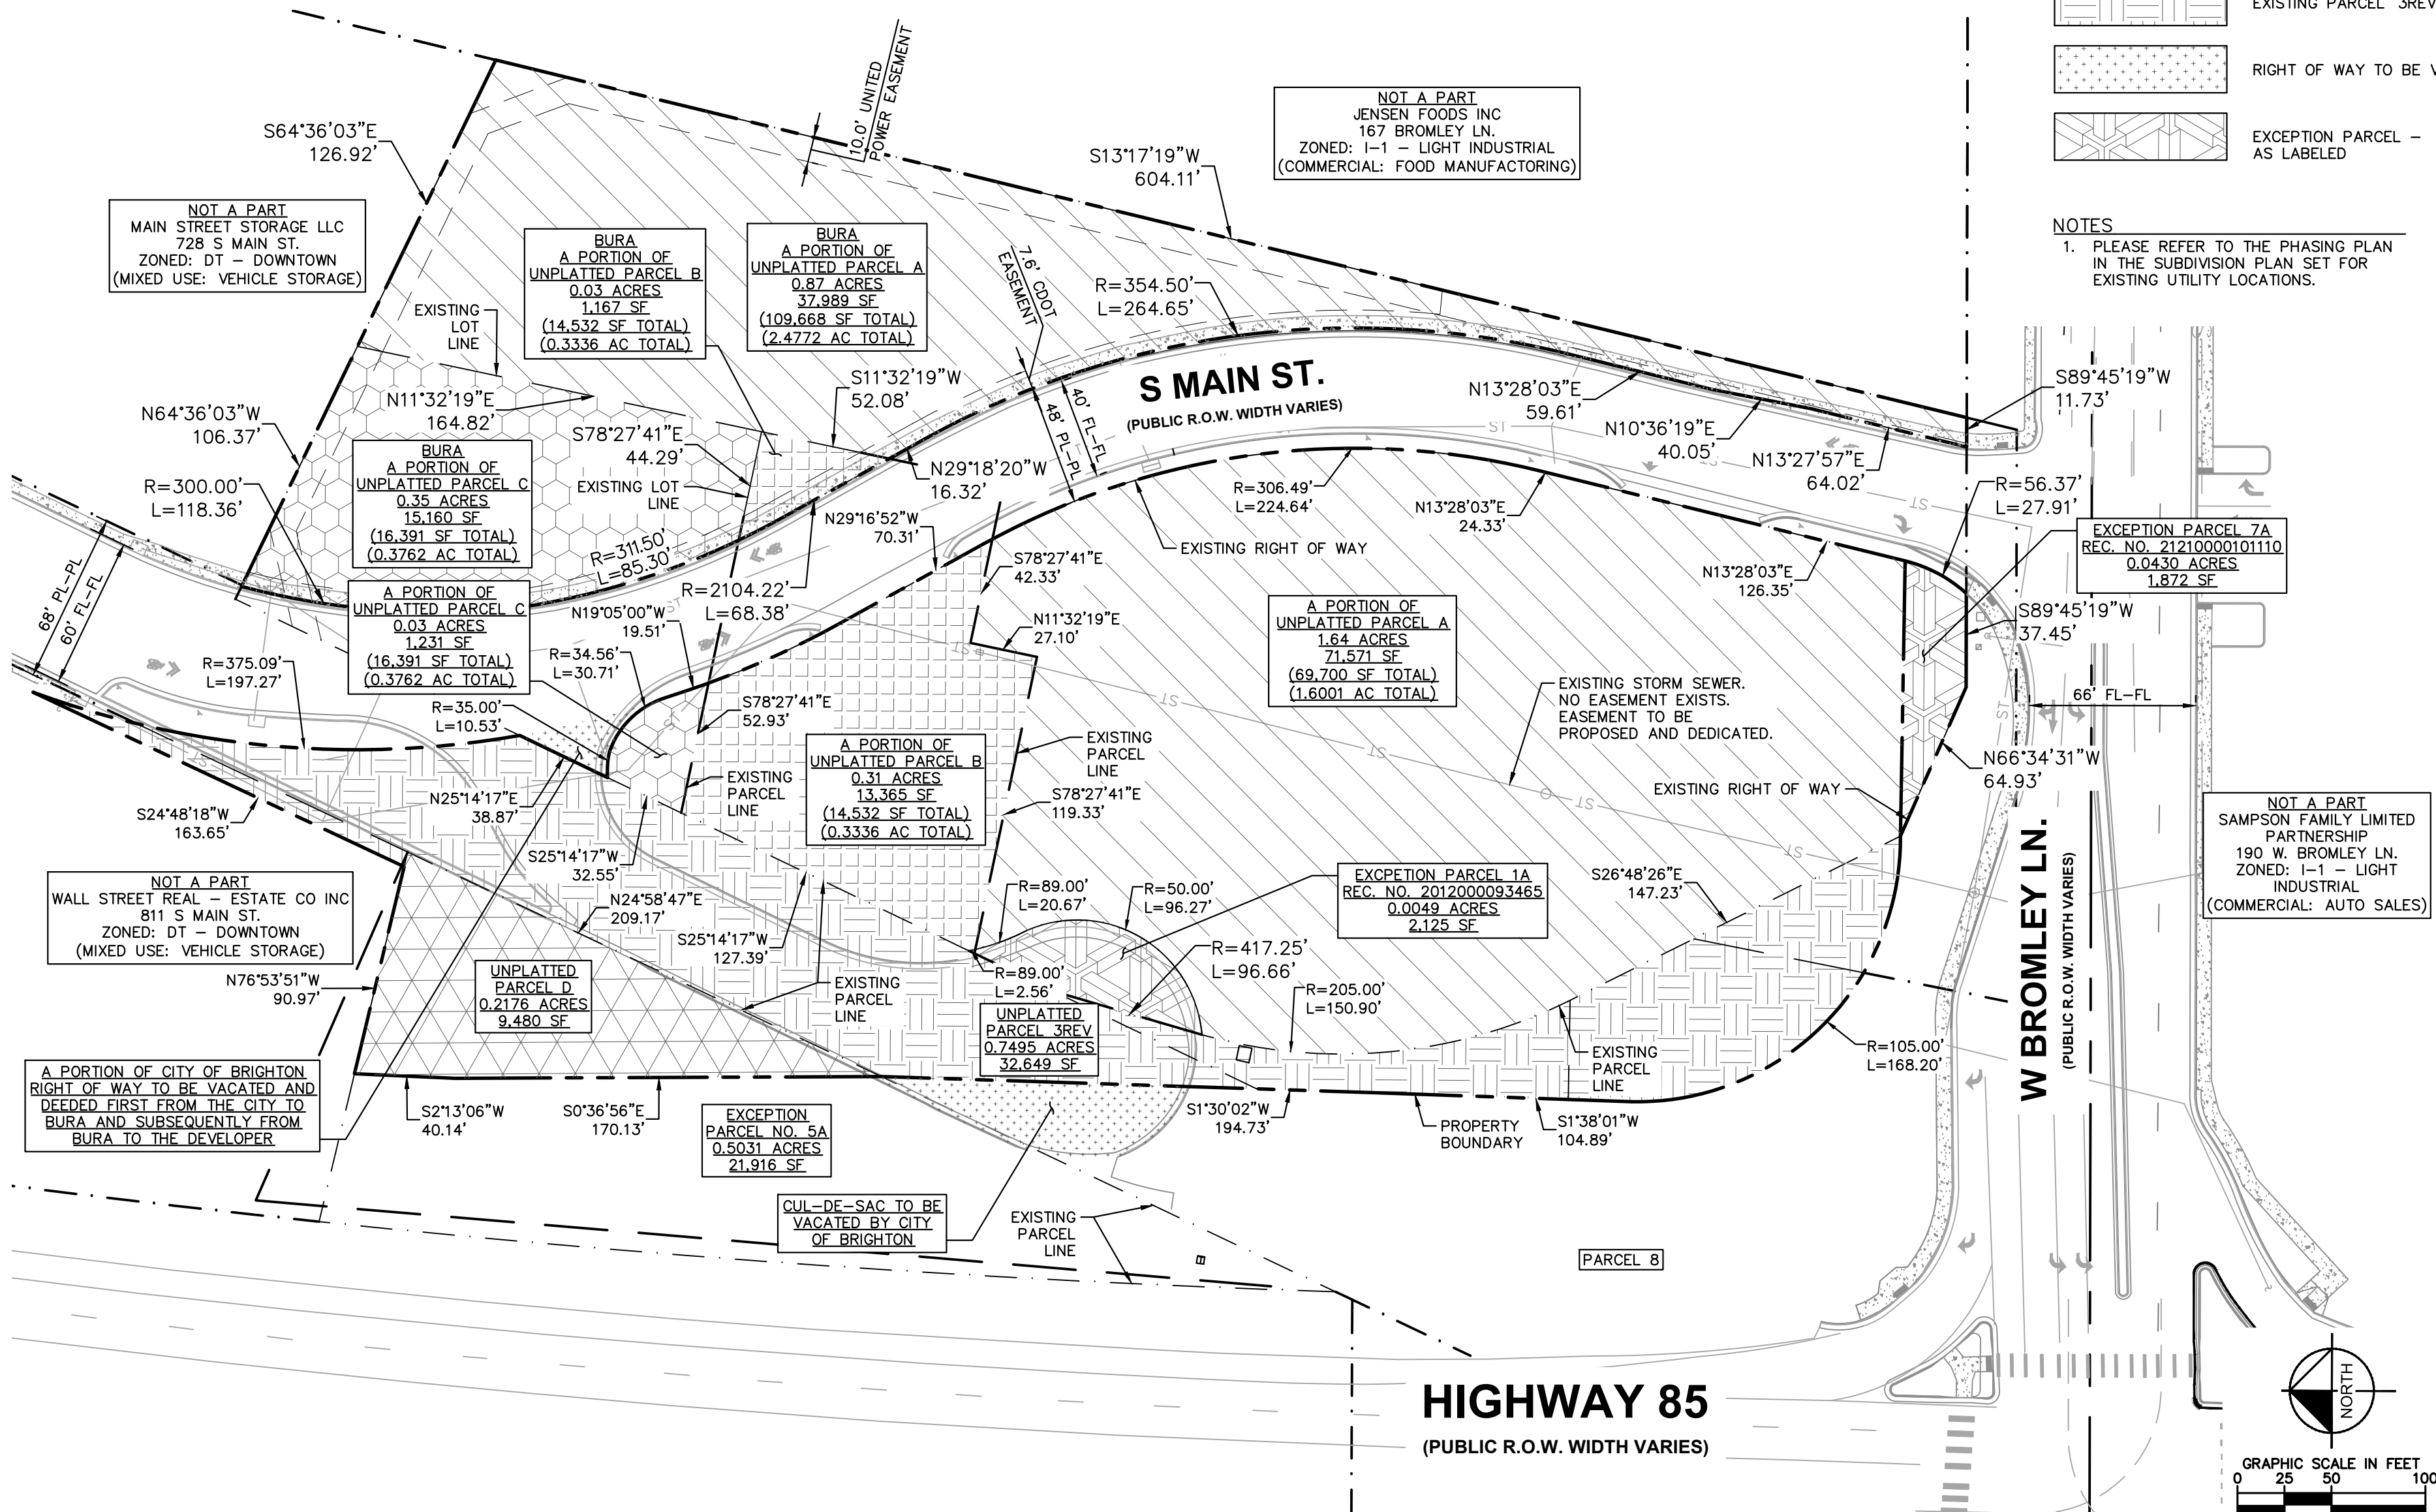 EXISTING PARCEL 3REV
RIGHT OF WAY TO BE V
EXCEPTION PARCEL –
AS LABELED
NOTES
1. PLEASE REFER TO THE PHASING PLAN
IN THE SUBDIVISION PLAN SET FOR
EXISTING UTILITY LOCATIONS.
10.0' UNITED
POWER EASEMENT
NOT A PART
JENSEN FOODS INC
167 BROMLEY LN.
ZONED: I–1 – LIGHT INDUSTRIAL
(COMMERCIAL: FOOD MANUFACTORING)
S64°36'03"E
126.92'
S13°17'19"W
604.11'
NOT A PART
MAIN STREET STORAGE LLC
728 S MAIN ST.
ZONED: DT – DOWNTOWN
(MIXED USE: VEHICLE STORAGE)
BURA
A PORTION OF
UNPLATTED PARCEL B
0.03 ACRES
1,167 SF
(14,532 SF TOTAL)
(0.3336 AC TOTAL)
BURA
A PORTION OF
UNPLATTED PARCEL A
0.87 ACRES
37,989 SF
(109,668 SF TOTAL)
(2.4772 AC TOTAL)
7.6' CDOT
EASEMENT
R=354.50'
L=264.65'
EXISTING
LOT
LINE
N11°32'19"E
164.82'
S11°32'19"W
52.08'
S MAIN ST.
(PUBLIC R.O.W. WIDTH VARIES)
40' FL–FL
48' PL–PL
N13°28'03"E
59.61'
S89°45'19"W
11.73'
N64°36'03"W
106.37'
S78°27'41"E
44.29'
N10°36'19"E
40.05'
ST
BURA
A PORTION OF
UNPLATTED PARCEL C
0.35 ACRES
15,160 SF
(16,391 SF TOTAL)
(0.3762 AC TOTAL)
N29°18'20"W
16.32'
N13°27'57"E
64.02'
R=300.00'
L=118.36'
EXISTING LOT
LINE
R=306.49'
L=224.64'
N13°28'03"E
24.33'
R=56.37'
L=27.91'
ST
N29°16'52"W
70.31'
EXCEPTION PARCEL 7A
REC. NO. 21210000101110
0.0430 ACRES
1,872 SF
R=311.50'
L=85.30'
EXISTING RIGHT OF WAY
S78°27'41"E
42.33'
N13°28'03"E
126.35'
68' PL–PL
60' FL–FL
A PORTION OF
UNPLATTED PARCEL C
0.03 ACRES
1,231 SF
(16,391 SF TOTAL)
(0.3762 AC TOTAL)
R=2104.22'
L=68.38'
N19°05'00"W
19.51'
N11°32'19"E
27.10'
A PORTION OF
UNPLATTED PARCEL A
1.64 ACRES
71,571 SF
(69,700 SF TOTAL)
(1.6001 AC TOTAL)
S89°45'19"W
37.45'
R=375.09'
L=197.27'
R=34.56'
L=30.71'
ST
EXISTING STORM SEWER.
NO EASEMENT EXISTS.
EASEMENT TO BE
PROPOSED AND DEDICATED.
66' FL–FL
R=35.00'
L=10.53'
S78°27'41"E
52.93'
ST
A PORTION OF
UNPLATTED PARCEL B
0.31 ACRES
13,365 SF
(14,532 SF TOTAL)
(0.3336 AC TOTAL)
EXISTING
PARCEL
LINE
EXISTING
PARCEL
LINE
N66°34'31"W
64.93'
S24°48'18"W
163.65'
N25°14'17"E
38.87'
S78°27'41"E
119.33'
EXISTING RIGHT OF WAY
ST
NOT A PART
SAMPSON FAMILY LIMITED
PARTNERSHIP
190 W. BROMLEY LN.
ZONED: I–1 – LIGHT
INDUSTRIAL
(COMMERCIAL: AUTO SALES)
S25°14'17"W
32.55'
ST
NOT A PART
WALL STREET REAL – ESTATE CO INC
811 S MAIN ST.
ZONED: DT – DOWNTOWN
(MIXED USE: VEHICLE STORAGE)
N24°58'47"E
209.17'
R=89.00'
L=20.67'
R=50.00'
L=96.27'
EXCPETION PARCEL 1A
REC. NO. 2012000093465
0.0049 ACRES
2,125 SF
S26°48'26"E
147.23'
W BROMLEY LN.
(PUBLIC R.O.W. WIDTH VARIES)
S25°14'17"W
127.39'
R=417.25'
L=96.66'
N76°53'51"W
90.97'
UNPLATTED
PARCEL D
0.2176 ACRES
9,480 SF
EXISTING
PARCEL
LINE
R=89.00'
L=2.56'
R=205.00'
L=150.90'
UNPLATTED
PARCEL 3REV
0.7495 ACRES
32,649 SF
EXISTING
PARCEL
LINE
R=105.00'
L=168.20'
A PORTION OF CITY OF BRIGHTON
RIGHT OF WAY TO BE VACATED AND
DEEDED FIRST FROM THE CITY TO
BURA AND SUBSEQUENTLY FROM
BURA TO THE DEVELOPER
S2°13'06"W
40.14'
S0°36'56"E
170.13'
EXCEPTION
PARCEL NO. 5A
0.5031 ACRES
21,916 SF
S1°30'02"W
194.73'
PROPERTY
BOUNDARY
S1°38'01"W
104.89'
CUL–DE–SAC TO BE
VACATED BY CITY
OF BRIGHTON
EXISTING
PARCEL
LINE
PARCEL 8
HIGHWAY 85
(PUBLIC R.O.W. WIDTH VARIES)
NORTH
GRAPHIC SCALE IN FEET
0 25 50 100